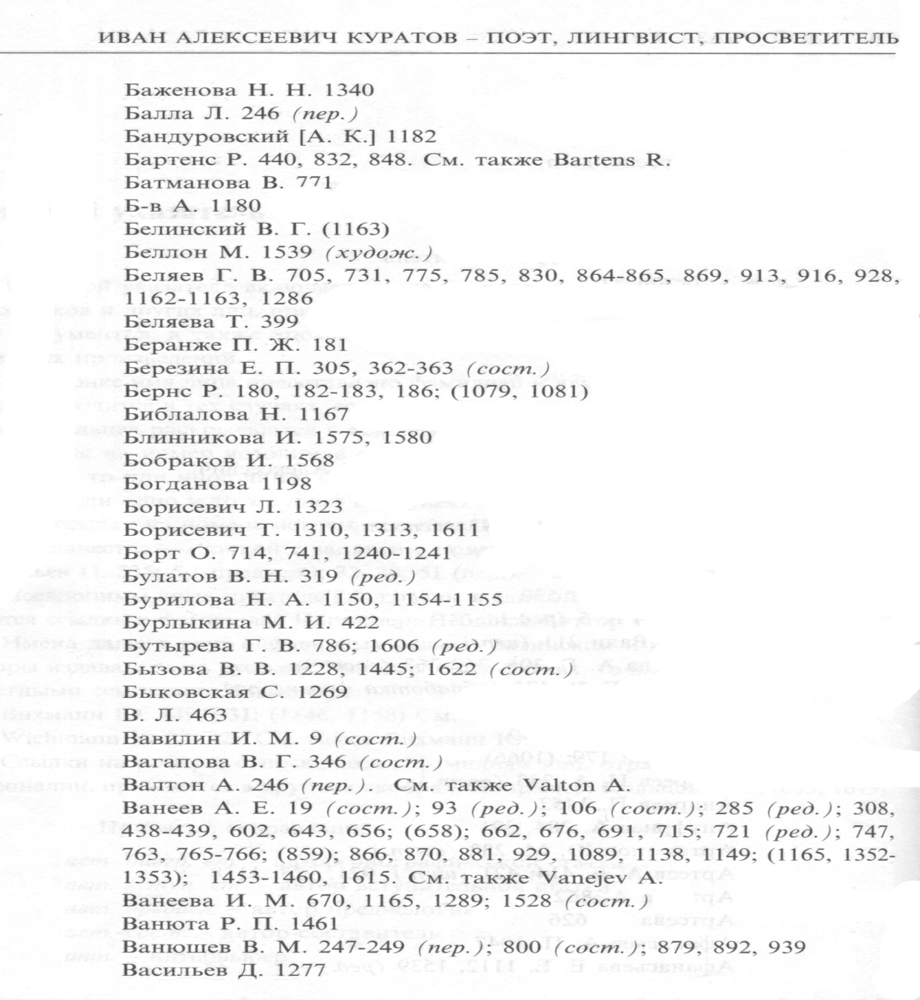 ИВАН АЛЕКСЕЕВИЧ КУРАТОВ – ПОЭТ, ЛИНГВИСТ, ПРОСВЕТИТЕЛЬ
Баженова Н. Н. 1340
Балла Л. 246 (пер.)
Бандуровский [А. К.] 1182
Бартенс Р. 440, 832, 848. См. также Bartens R.
Батманова В. 771
Б-в А. 1180
Белинский В. Г. (1163)
Беллон М. 1539 (худож.)
Беляев Г. В. 705, 731, 775, 785, 830, 864-865, 869, 913, 916, 928,
1162-1163, 1286
Беляева Т. 399
Беранже П. Ж. 181
Березина Е. П. 305, 362-363 (сост.)
Бернс Р. 180, 182-183, 186; (1079, 1081)
Библалова Н. 1167
Блинникова И. 1575, 1580
Бобраков И. 1568
Богданова 1198
Борисевич Л. 1323
Борисевич Т. 1310, 1313, 1611
Борт О. 714, 741, 1240-1241
Булатов В. Н. 319 (ред.)
Бурилова Н. А. 1150, 1154-1155
Бурлыкина М. И. 422
Бутырева Г. В. 786; 1606 (ред.)
Бызова В. В. 1228, 1445; 1622 (сост.)
Быковская С. 1269
В. Л. 463
Вавилин И. М. 9 (сост.)
Вагапова В. Г. 346 (сост.)
Валтон А. 246 (пер.). См. также Valton A.
Ванеев А. Е. 19 (сост.); 93 (ред.); 106 (сост.); 285 (ред.); 308,
438-439, 602, 643, 656; (658); 662, 676, 691, 715; 721 (ред.); 747,
763, 765-766; (859); 866, 870, 881, 929, 1089, 1138, 1149; (1165, 1352-
1353); 1453-1460, 1615. См. также Vanejev A.
Ванеева И. М. 670, 1165, 1289; 1528 (сост.)
Ванюта Р. П. 1461
Ванюшев В. М. 247-249 (пер.); 800 (сост.); 879, 892, 939
Васильев Д. 1277